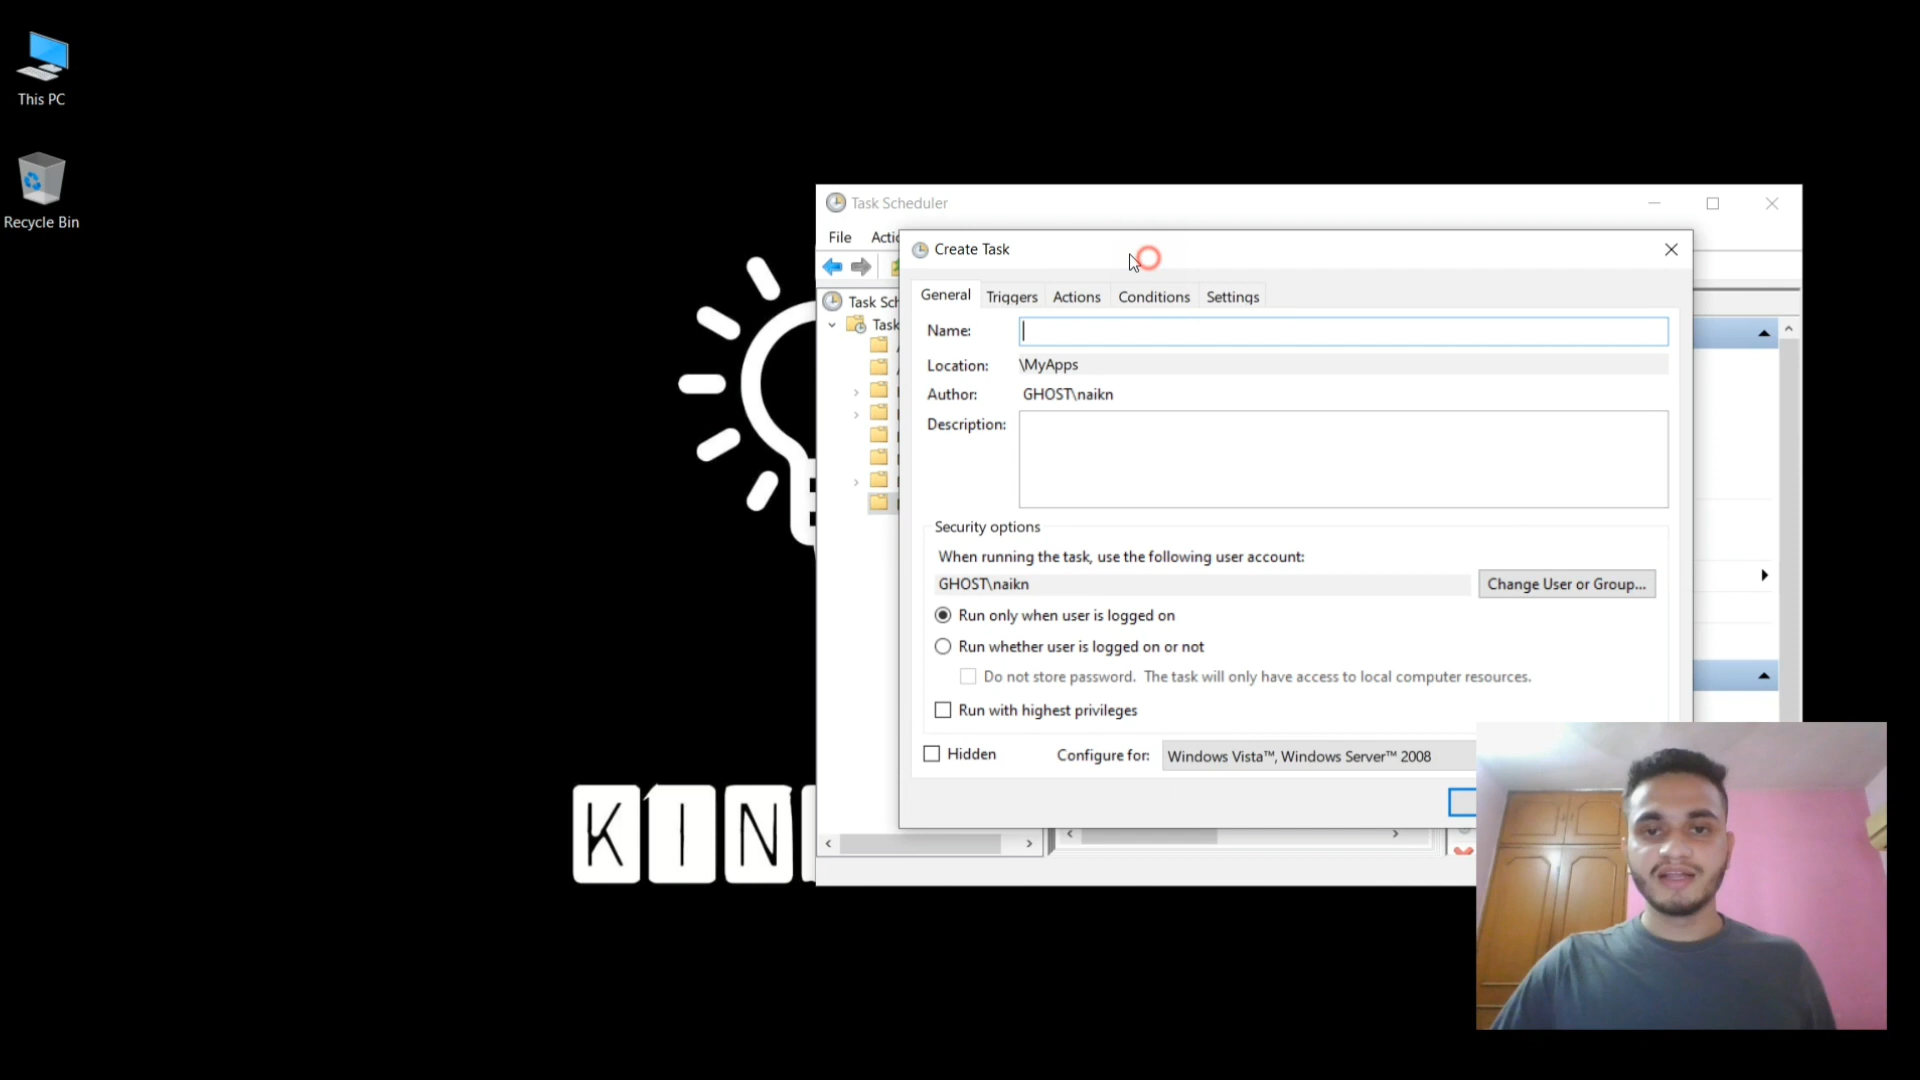 This PC
Recycle Bin
Task Scheduler
File
Create Task
General
Triggers
Actions
Conditions
Settings
Name:
Location:
\MyApps
Author:
GHOST\naikn
Description:
Security options
When running the task, use the following user account:
GHOST\naikn
Change User or Group...
Run only when user is logged on
Run whether user is logged on or not
Do not store password.  The task will only have access to local computer resources.
Run with highest privileges
Hidden
Configure for:
Windows Vista™, Windows Server™ 2008
KIN